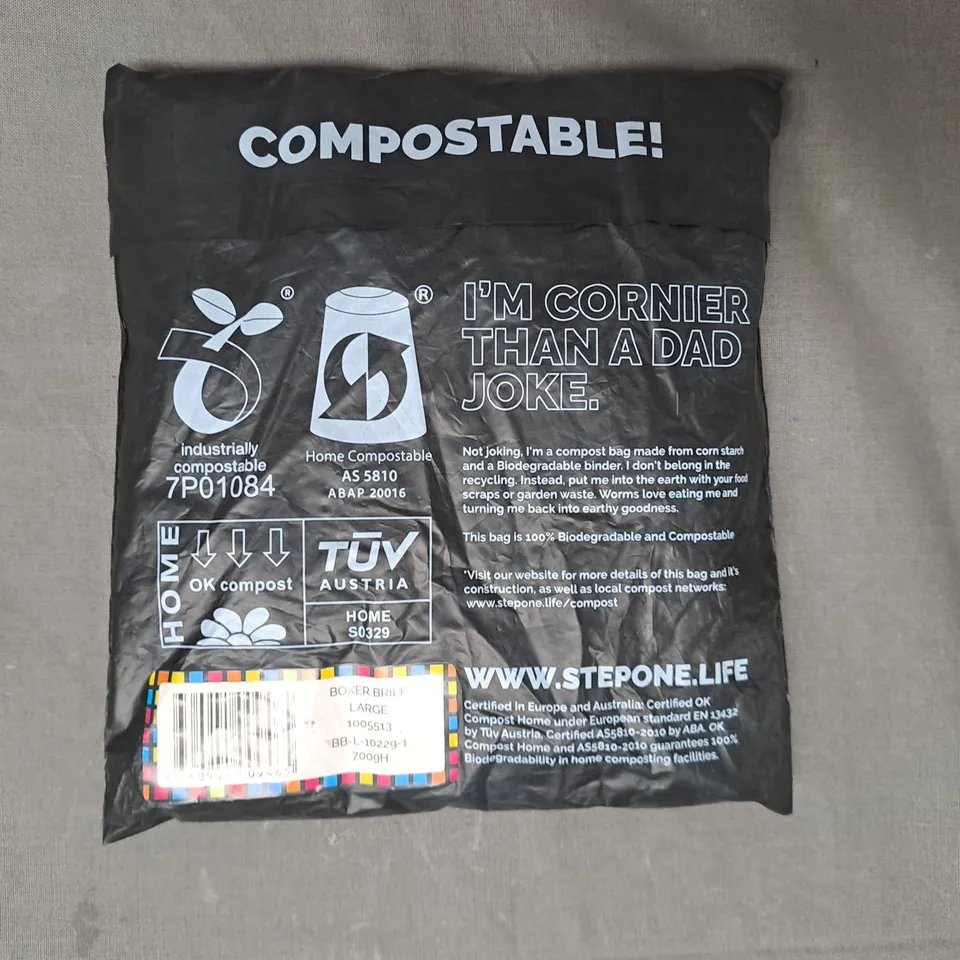 COMPOSTABLE!
®
industrially
compostable
7P01084
®
Home Compostable
AS 5810
ABAP 20016
I'M CORNIER
THAN A DAD
JOKE.
Not joking, I'm a compost bag made from corn starch
and a Biodegradable binder. I don't belong in the
recycling. Instead, put me into the earth with your food
scraps or garden waste. Worms love eating me and
turning me back into earthy goodness.
This bag is 100% Biodegradable and Compostable
*Visit our website for more details of this bag and it's
construction, as well as local compost networks:
www.stepone.life/compost
HOME
OK compost
TÜV
AUSTRIA
HOME
S0329
WWW.STEPONE.LIFE
Certified in Europe and Australia: Certified OK
Compost Home under European standard EN 13432
by Tüv Austria, Certified AS5810-2010 by ABA. OK
Compost Home and AS5810-2010 guarantees 100%
Biodegradability in home composting facilities.
BOXER BRIEF
LARGE
1005513
BB-L-10229-1
700gH